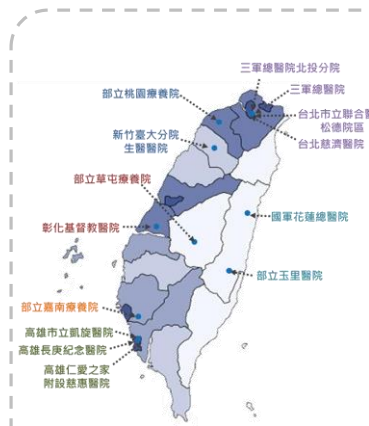 三軍總醫院北投分院
三軍總醫院
部立桃園療養院
台北市立聯合醫
松德院區
新竹臺大分院
生醫醫院
台北慈濟醫院
部立草屯療養院
國軍花蓮總醫院
彰化基督教醫院
部立玉里醫院
部立嘉南療養院
高雄市立凱旋醫院
高雄長庚紀念醫院
高雄仁愛之家
附設慈惠醫院